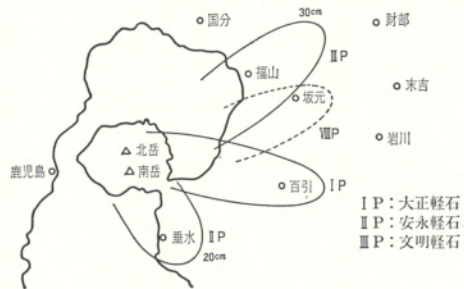 国分
30cm
ⅢP
財部
福山
坂元
末吉
ⅧP
岩川
北岳
鹿児島
南岳
百引
ⅠP
垂水
ⅡP
20cm
ⅠP:大正軽石
ⅡP:安永軽石
ⅢP:文明軽石